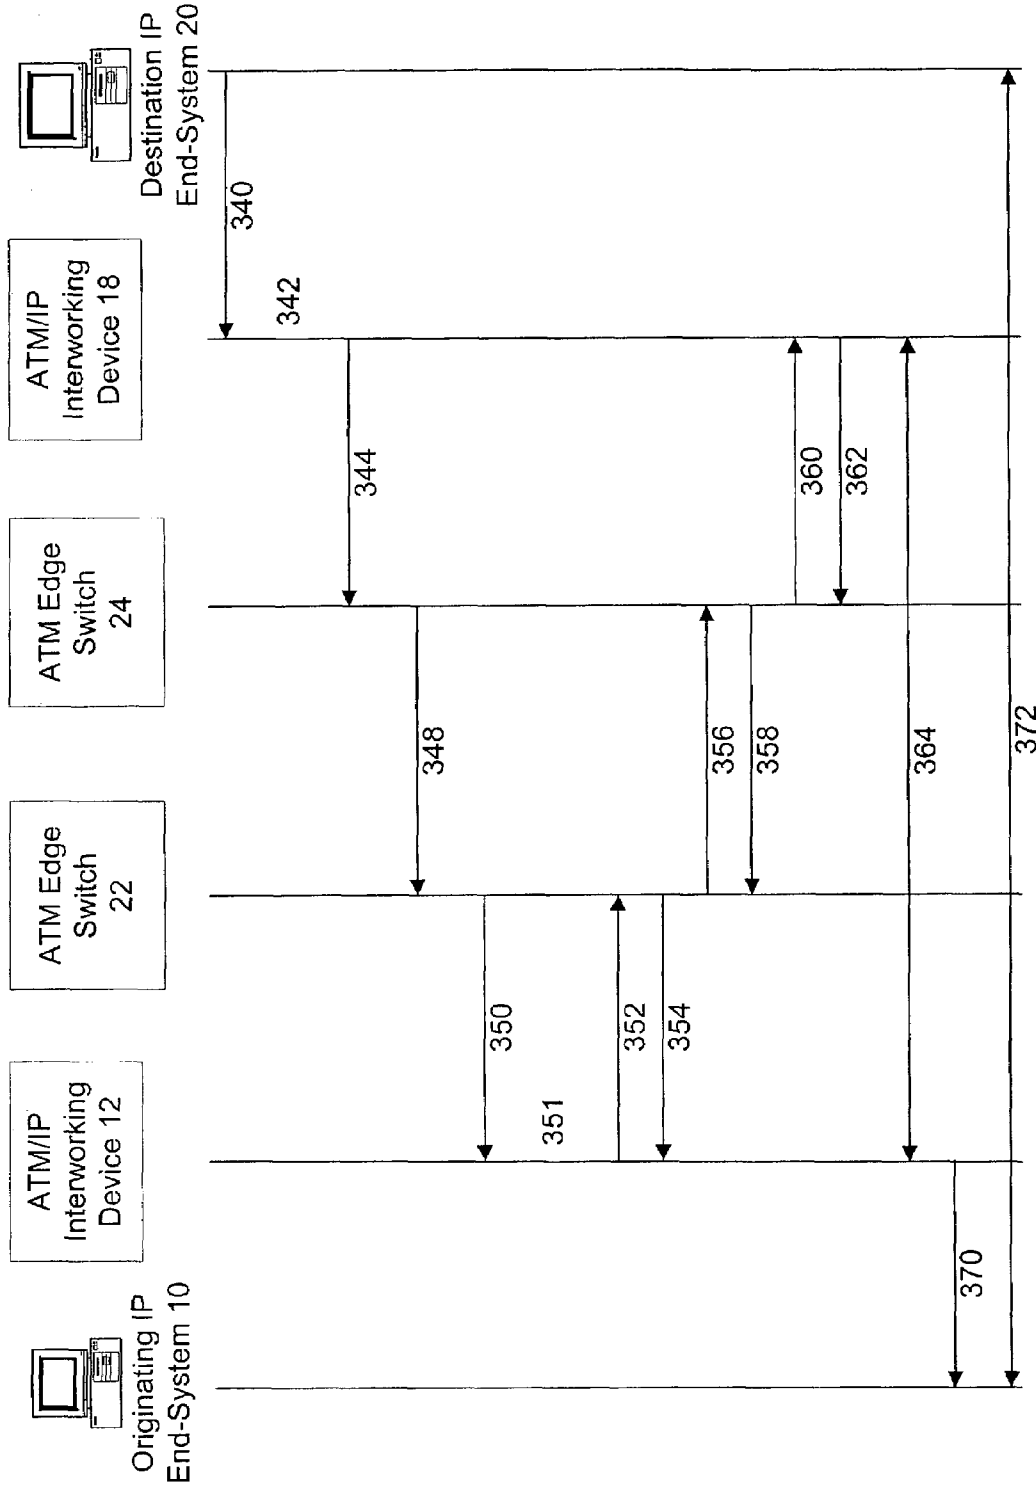 Originating IP
End-System 10
ATM/IP
Interworking
Device 12
ATM Edge
Switch
22
ATM Edge
Switch
24
ATM/IP
Interworking
Device 18
Destination IP
End-System 20
340
342
344
348
350
351
352
354
356
358
360
362
364
370
372